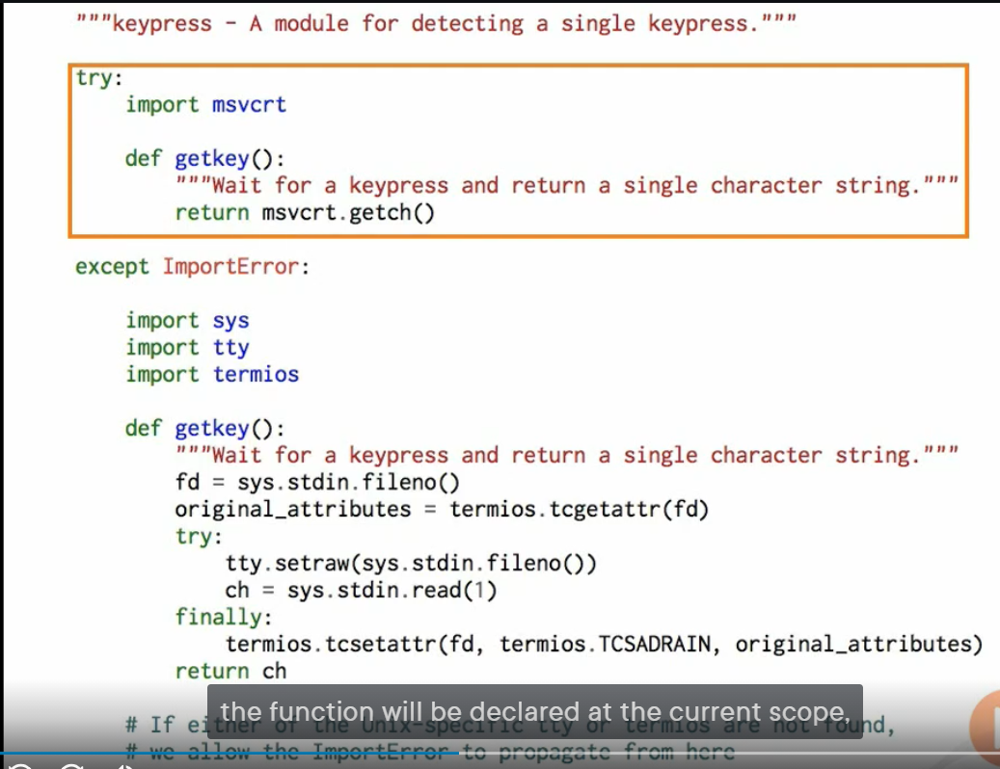 """keypress - A module for detecting a single keypress."""
try:
    import msvcrt
    def getkey():
        """Wait for a keypress and return a single character string."""
        return msvcrt.getch()
except ImportError:
    import sys
    import tty
    import termios
    def getkey():
        """Wait for a keypress and return a single character string."""
        fd = sys.stdin.fileno()
        original_attributes = termios.tcgetattr(fd)
        try:
            tty.setraw(sys.stdin.fileno())
            ch = sys.stdin.read(1)
        finally:
            termios.tcsetattr(fd, termios.TCSADRAIN, original_attributes)
        return ch
the function will be declared at the current scope,
    # If either of the Unix-specific tty or termios are not found,
    # we allow the ImportError to propagate from here